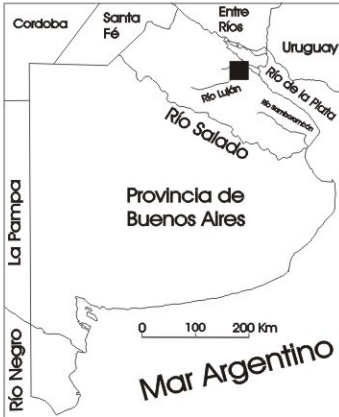 Cordoba
Santa
Fé
Entre
Ríos
Uruguay
Río de la Plata
Río Luján
Río Samborombón
Río Salado
Provincia de
Buenos Aires
La Pampa
Río Negro
0 100 200 Km
Mar Argentino